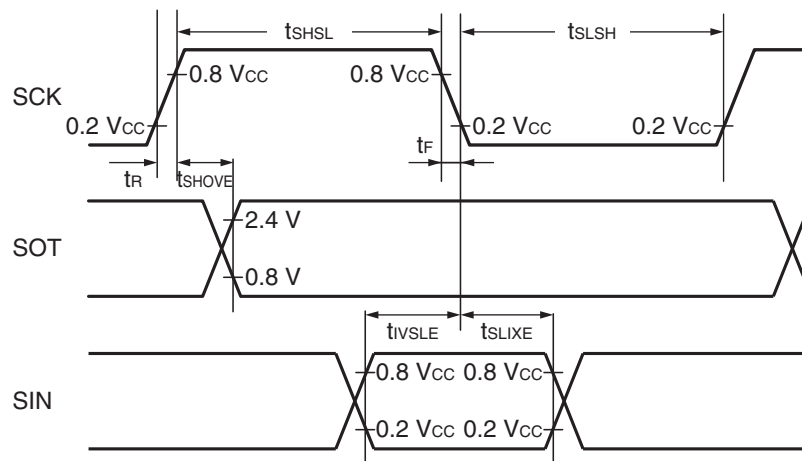 tSHSL tSLSH
SCK
0.8 VCC 0.8 VCC
0.2 VCC 0.2 VCC 0.2 VCC
tR tSHOVE tF
SOT
2.4 V
0.8 V
tIVSLE tSLIXE
SIN
0.8 VCC 0.8 VCC
0.2 VCC 0.2 VCC